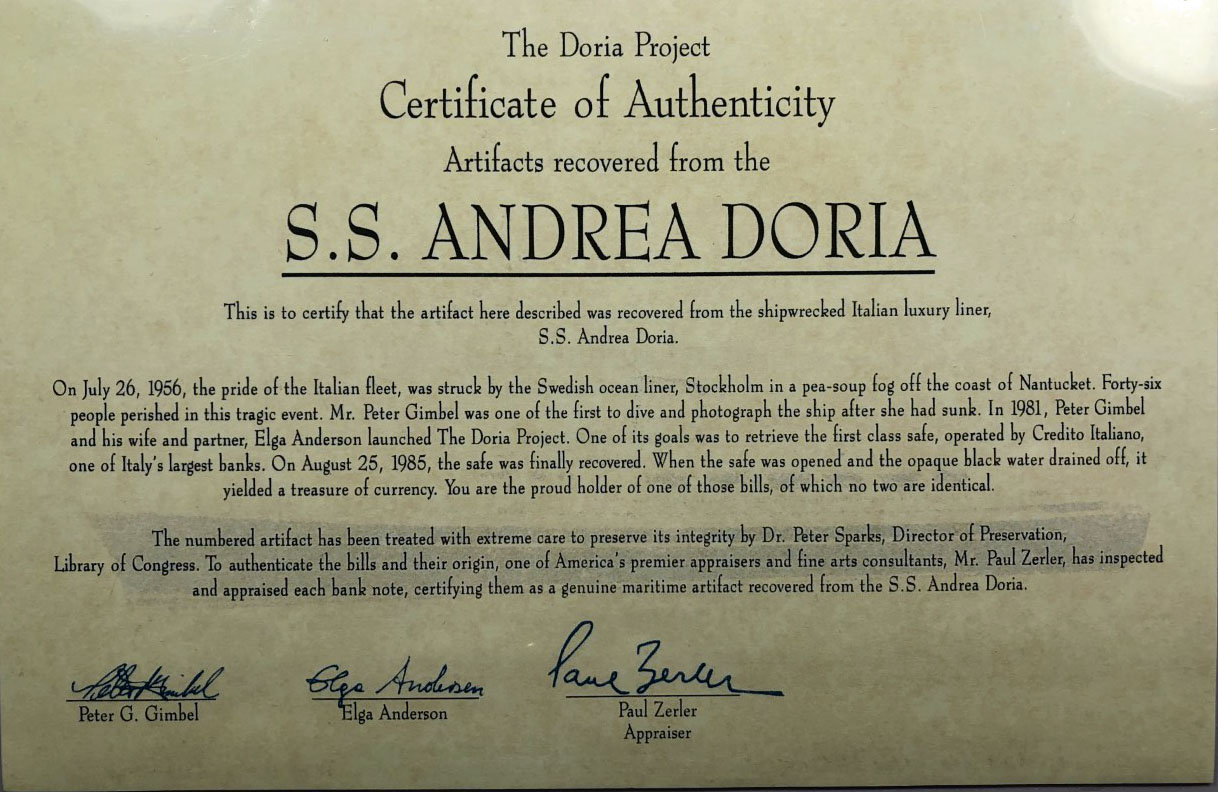 The Doria Project
Certificate of Authenticity
Artifacts recovered from the
S.S. ANDREA DORIA
This is to certify that the artifact here described was recovered from the shipwrecked Italian luxury liner,
S.S. Andrea Doria.
On July 26, 1956, the pride of the Italian fleet, was struck by the Swedish ocean liner, Stockholm in a pea-soup fog off the coast of Nantucket. Forty-six
people perished in this tragic event. Mr. Peter Gimbel was one of the first to dive and photograph the ship after she had sunk. In 1981, Peter Gimbel
and his wife and partner, Elga Anderson launched The Doria Project. One of its goals was to retrieve the first class safe, operated by Credito Italiano,
one of Italy's largest banks. On August 25, 1985, the safe was finally recovered. When the safe was opened and the opaque black water drained off, it
yielded a treasure of currency. You are the proud holder of one of those bills, of which no two are identical.
The numbered artifact has been treated with extreme care to preserve its integrity by Dr. Peter Sparks, Director of Preservation,
Library of Congress. To authenticate the bills and their origin, one of America's premier appraisers and fine arts consultants, Mr. Paul Zerler, has inspected
and appraised each bank note, certifying them as a genuine maritime artifact recovered from the S.S. Andrea Doria.
Peter Gimbel Elga Andersen Paul Zerler
Peter G. Gimbel Elga Anderson Paul Zerler
Appraiser